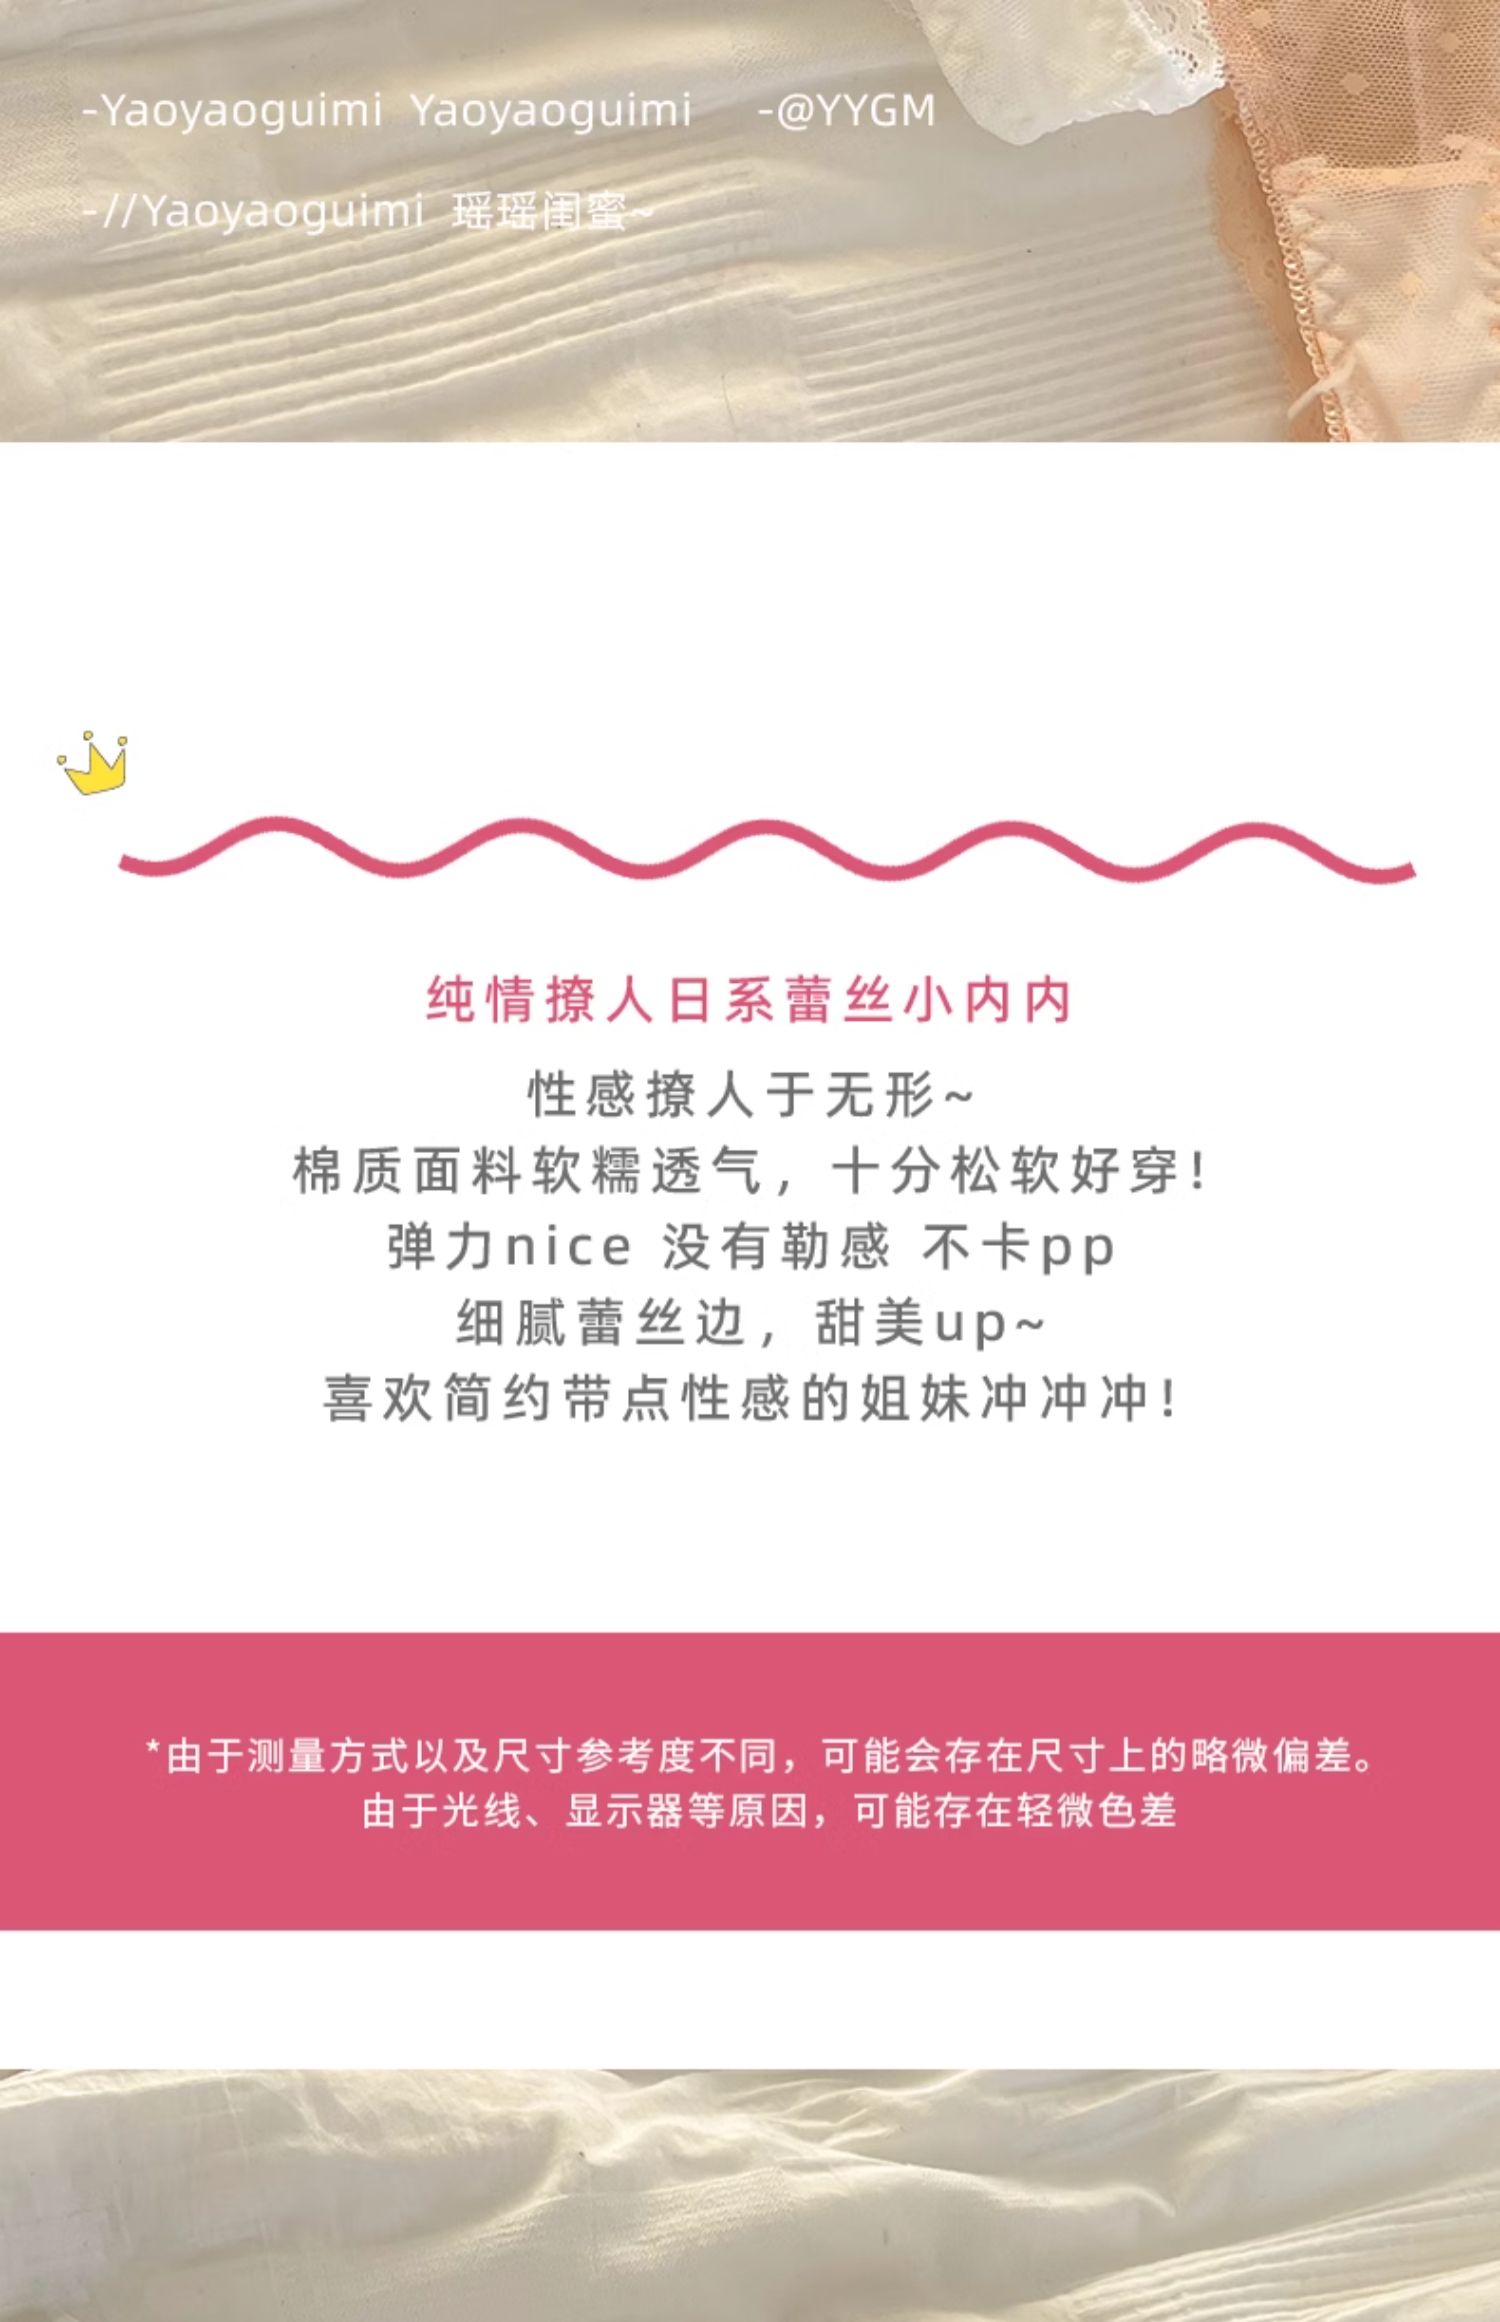 -Yaoyaoguimi Yaoyaoguimi -@YYGM
-//Yaoyaoguimi 瑶瑶闺蜜~
纯情撩人日系蕾丝小内内
性感撩人于无形~
棉质面料软糯透气，十分松软好穿！
弹力nice 没有勒感 不卡pp
细腻蕾丝边，甜美up~
喜欢简约带点性感的姐妹冲冲冲！
*由于测量方式以及尺寸参考度不同，可能会存在尺寸上的略微偏差。
由于光线、显示器等原因，可能存在轻微色差